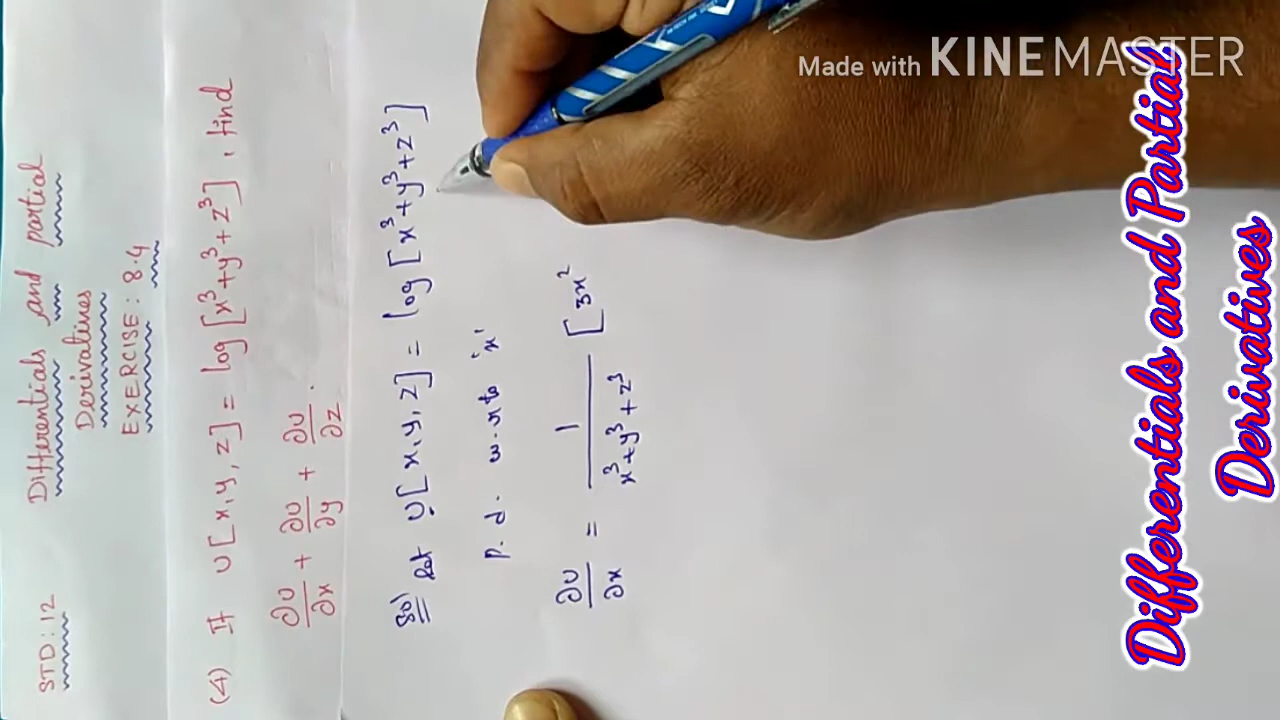 STD: 12 Differentials and partial
Derivatives
EXERCISE: 8.4
(4) If U[x,y,z] = log[x³+y³+z³], find
∂U/∂x + ∂U/∂y + ∂U/∂z.
Sol Let U[x,y,z] = log[x³+y³+z³]
P.d. w.r.to 'x'
∂U/∂x = 1/x³+y³+z³ [3x²
Made with KINEMASTER
Differentials and Partial
Derivatives